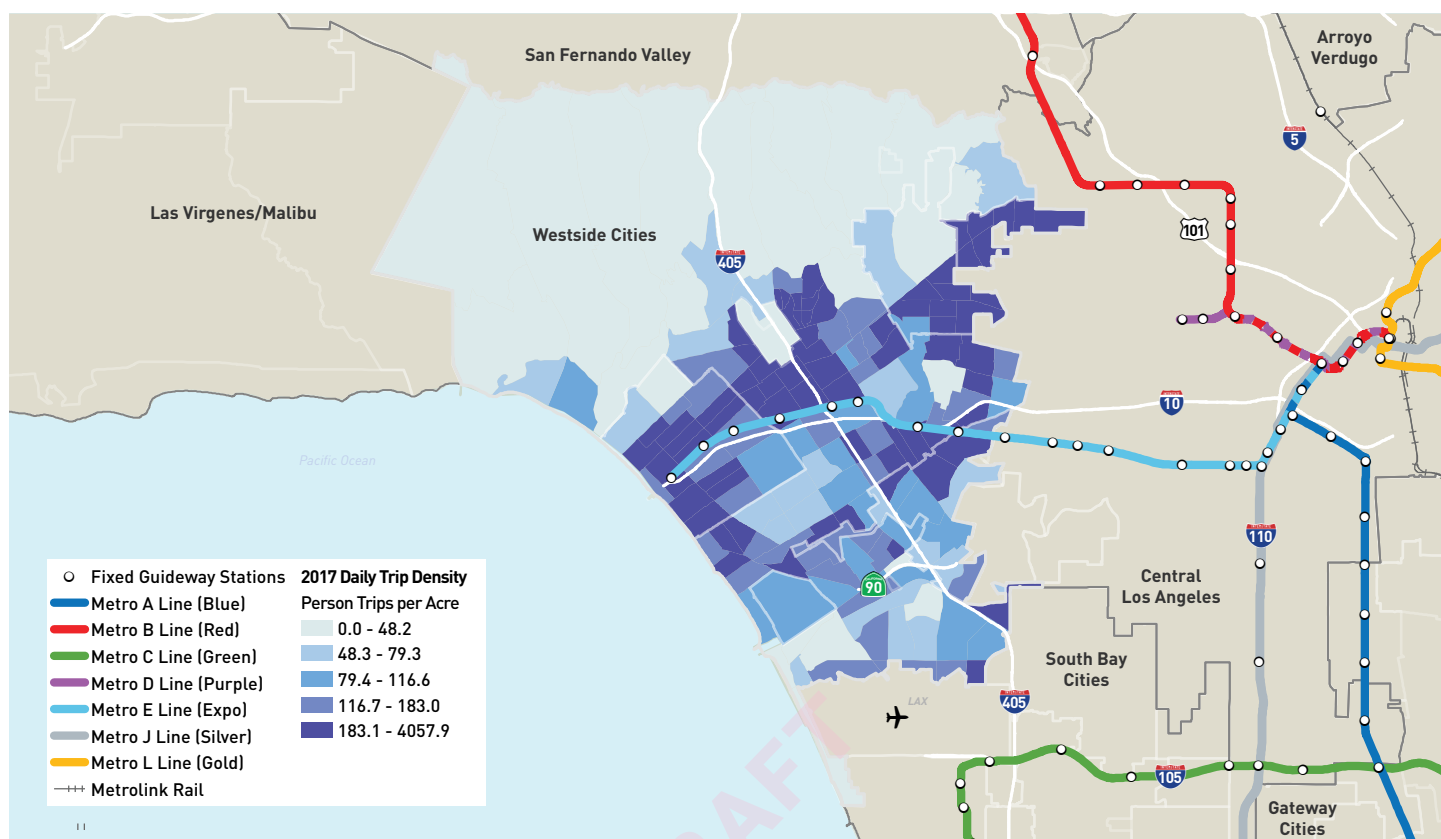 San Fernando Valley
Arroyo
Verdugo
5
Las Virgenes/Malibu
Westside Cities
101
405
10
Pacific Ocean
110
90
Central
Los Angeles
South Bay
Cities
LAX
405
105
Gateway
Cities
Fixed Guideway Stations
Metro A Line (Blue)
Metro B Line (Red)
Metro C Line (Green)
Metro D Line (Purple)
Metro E Line (Expo)
Metro J Line (Silver)
Metro L Line (Gold)
Metrolink Rail
2017 Daily Trip Density
Person Trips per Acre
0.0 - 48.2
48.3 - 79.3
79.4 - 116.6
116.7 - 183.0
183.1 - 4057.9